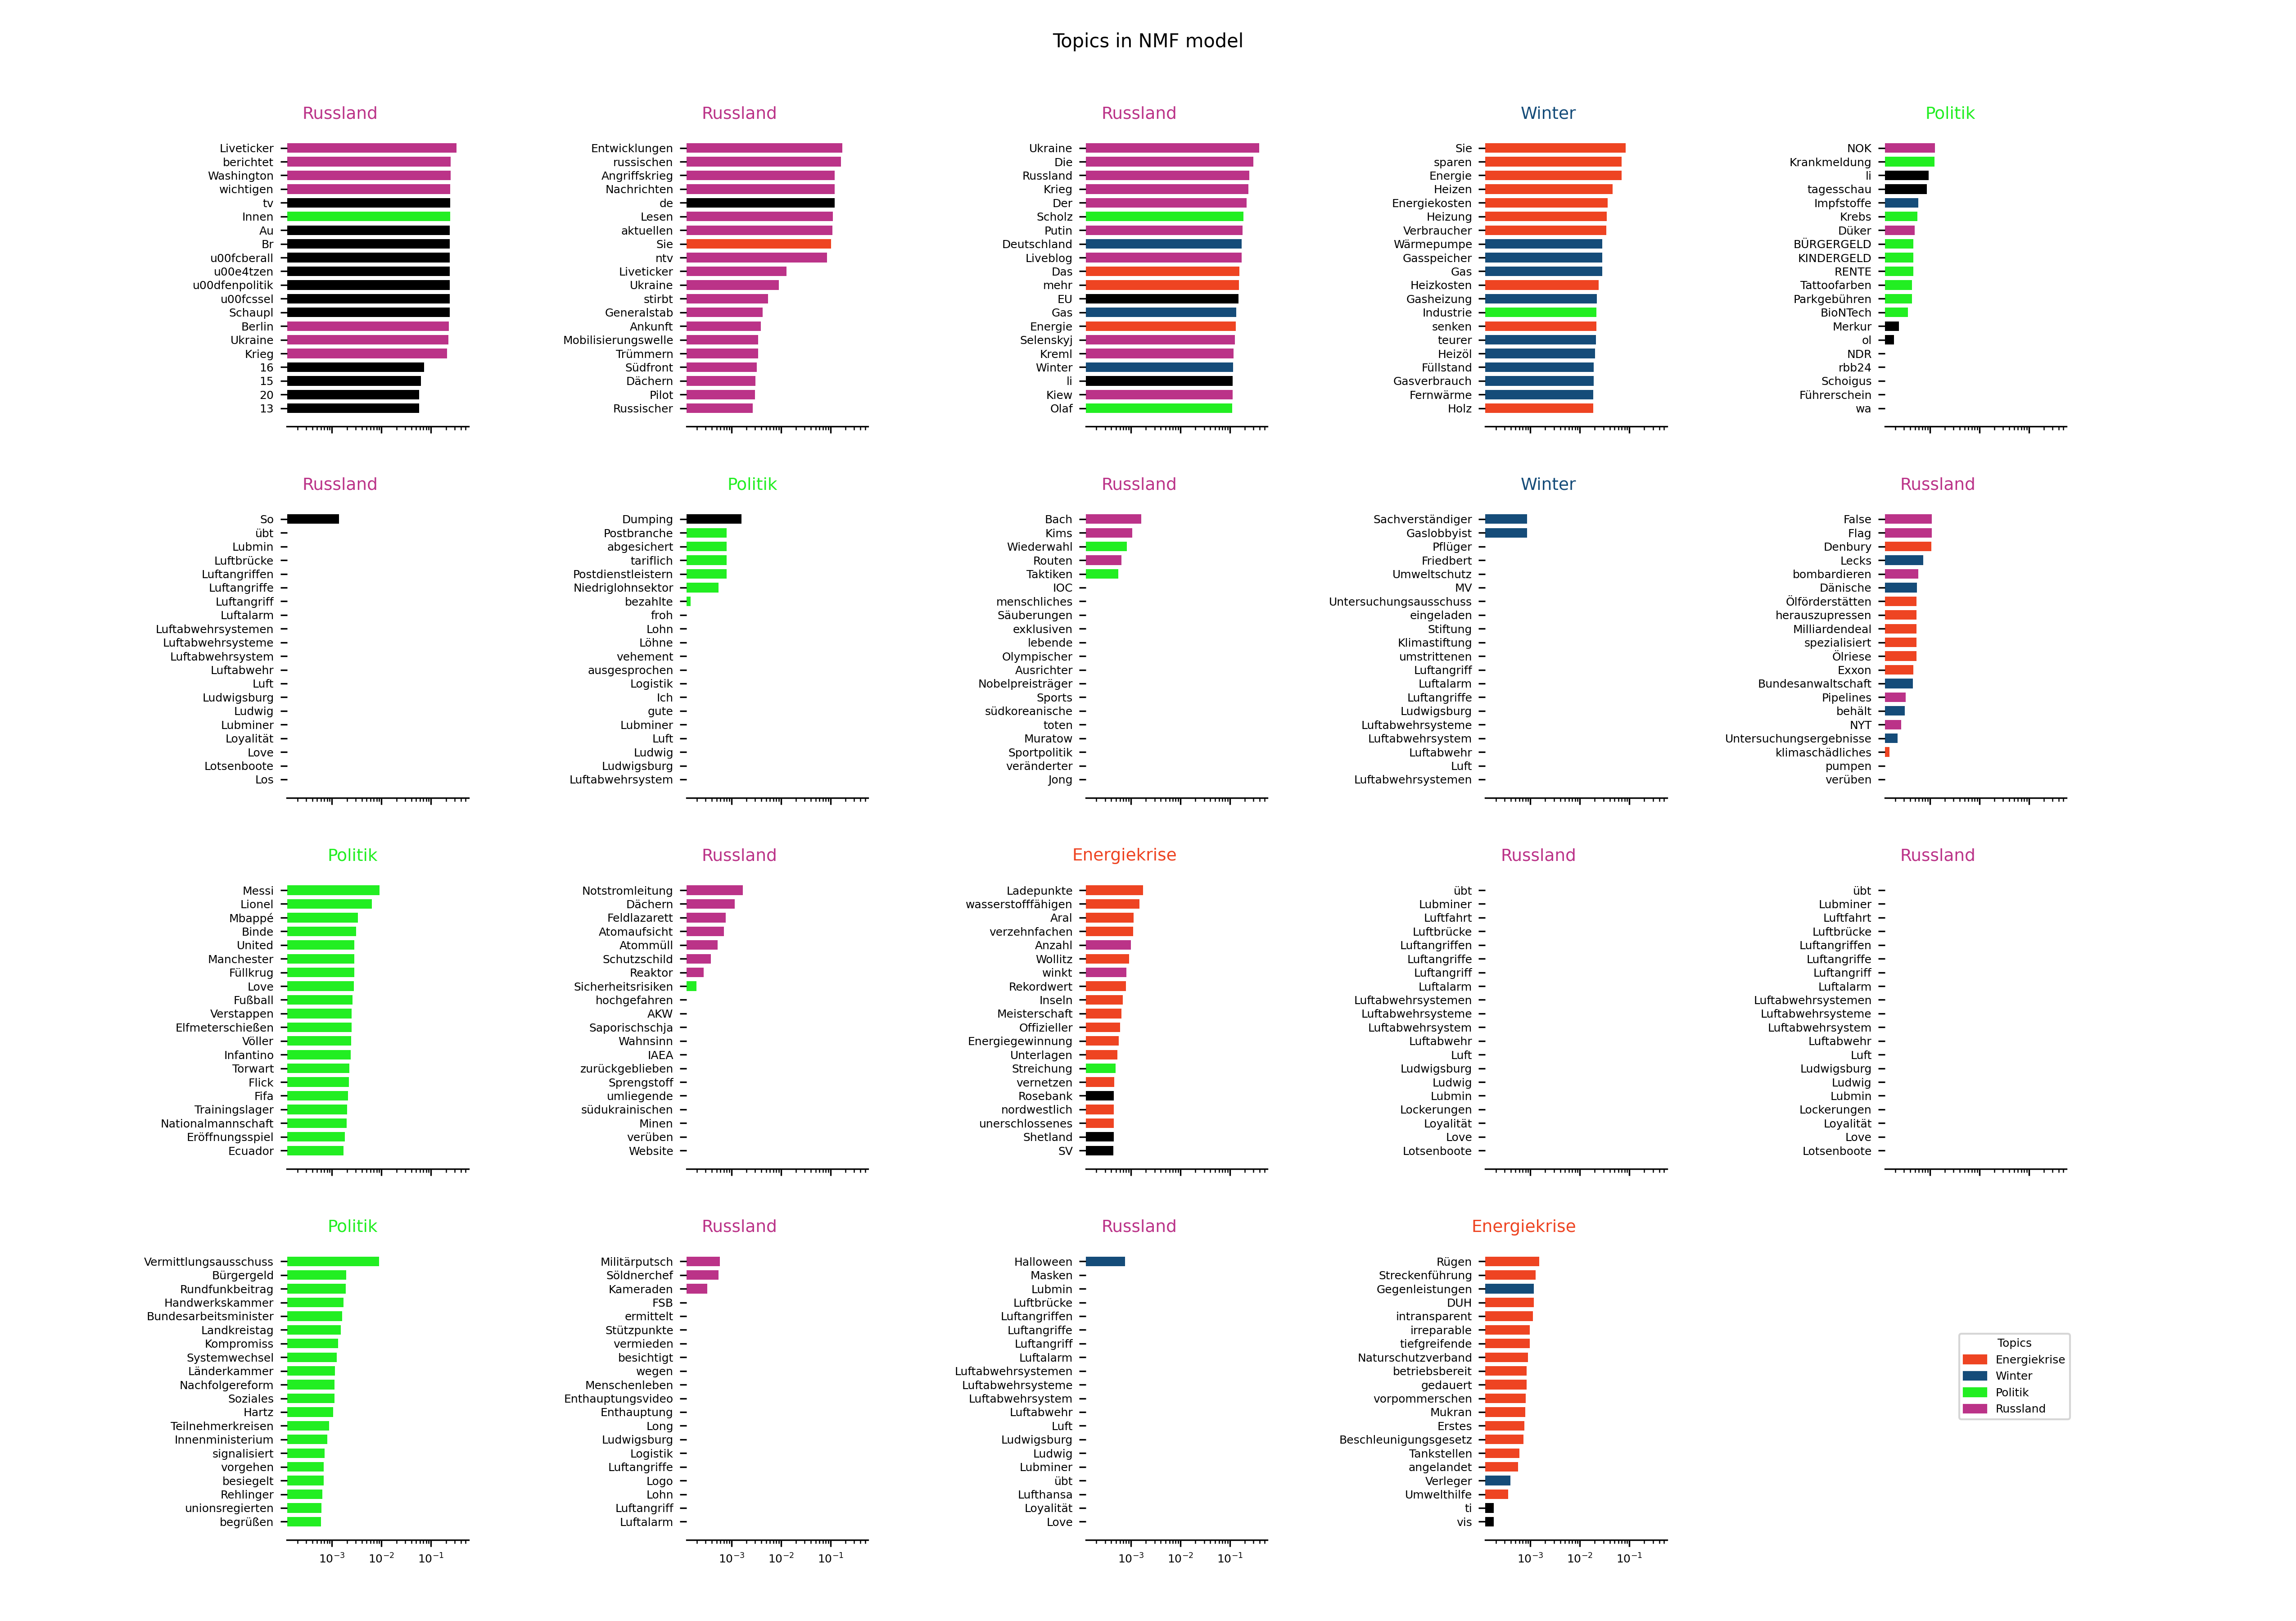 Topics in NMF model
Russland
Liveticker
berichtet
Washington
wichtigen
tv
Innen
Au
Br
u00fcberall
u00e4tzen
u00dfenpolitik
u00fcssel
Schaupl
Berlin
Ukraine
Krieg
16
15
20
13
Russland
Entwicklungen
russischen
Angriffskrieg
Nachrichten
de
Lesen
aktuellen
Sie
ntv
Liveticker
Ukraine
stirbt
Generalstab
Ankunft
Mobilisierungswelle
Trümmern
Südfront
Dächern
Pilot
Russischer
Russland
Ukraine
Die
Russland
Krieg
Der
Scholz
Putin
Deutschland
Liveblog
Das
mehr
EU
Gas
Energie
Selenskyj
Kreml
Winter
li
Kiew
Olaf
Winter
Sie
sparen
Energie
Heizen
Energiekosten
Heizung
Verbraucher
Wärmepumpe
Gasspeicher
Gas
Heizkosten
Gasheizung
Industrie
senken
teurer
Heizöl
Füllstand
Gasverbrauch
Fernwärme
Holz
Politik
NOK
Krankmeldung
li
tagesschau
Impfstoffe
Krebs
Düker
BÜRGERGELD
KINDERGELD
RENTE
Tattoofarben
Parkgebühren
BioNTech
Merkur
ol
NDR
rbb24
Schoigus
Führerschein
wa
Russland
So
übt
Lubmin
Luftbrücke
Luftangriffen
Luftangriffe
Luftangriff
Luftalarm
Luftabwehrsystemen
Luftabwehrsysteme
Luftabwehrsystem
Luftabwehr
Luft
Ludwigsburg
Ludwig
Lubminer
Loyalität
Love
Lotsenboote
Los
Politik
Dumping
Postbranche
abgesichert
tariflich
Postdienstleistern
Niedriglohnsektor
bezahlte
froh
Lohn
Löhne
vehement
ausgesprochen
Logistik
Ich
gute
Lubminer
Luft
Ludwig
Ludwigsburg
Luftabwehrsystem
Russland
Bach
Kims
Wiederwahl
Routen
Taktiken
IOC
menschliches
Säuberungen
exklusiven
lebende
Olympischer
Ausrichter
Nobelpreisträger
Sports
südkoreanische
toten
Muratow
Sportpolitik
veränderter
Jong
Winter
Sachverständiger
Gaslobbyist
Pflüger
Friedbert
Umweltschutz
MV
Untersuchungsausschuss
eingeladen
Stiftung
Klimastiftung
umstrittenen
Luftangriff
Luftalarm
Luftangriffe
Ludwigsburg
Luftabwehrsysteme
Luftabwehrsystem
Luftabwehr
Luft
Luftabwehrsystemen
Russland
False
Flag
Denbury
Lecks
bombardieren
Dänische
Ölförderstätten
herauszupressen
Milliardendeal
spezialisiert
Ölriese
Exxon
Bundesanwaltschaft
Pipelines
behält
NYT
Untersuchungsergebnisse
klimaschädliches
pumpen
verüben
Politik
Messi
Lionel
Mbappé
Binde
United
Manchester
Füllkrug
Love
Fußball
Verstappen
Elfmeterschießen
Völler
Infantino
Torwart
Flick
Fifa
Trainingslager
Nationalmannschaft
Eröffnungsspiel
Ecuador
Russland
Notstromleitung
Dächern
Feldlazarett
Atomaufsicht
Atommüll
Schutzschild
Reaktor
Sicherheitsrisiken
hochgefahren
AKW
Saporischschja
Wahnsinn
IAEA
zurückgeblieben
Sprengstoff
umliegende
südukrainischen
Minen
verüben
Website
Energiekrise
Ladepunkte
wasserstofffähigen
Aral
verzehnfachen
Anzahl
Wollitz
winkt
Rekordwert
Inseln
Meisterschaft
Offizieller
Energiegewinnung
Unterlagen
Streichung
vernetzen
Rosebank
nordwestlich
unerschlossenes
Shetland
SV
Russland
übt
Lubminer
Luftfahrt
Luftbrücke
Luftangriffen
Luftangriffe
Luftangriff
Luftalarm
Luftabwehrsystemen
Luftabwehrsysteme
Luftabwehrsystem
Luftabwehr
Luft
Ludwigsburg
Ludwig
Lubmin
Lockerungen
Loyalität
Love
Lotsenboote
Russland
übt
Lubminer
Luftfahrt
Luftbrücke
Luftangriffen
Luftangriffe
Luftangriff
Luftalarm
Luftabwehrsystemen
Luftabwehrsysteme
Luftabwehrsystem
Luftabwehr
Luft
Ludwigsburg
Ludwig
Lubmin
Lockerungen
Loyalität
Love
Lotsenboote
Politik
Vermittlungsausschuss
Bürgergeld
Rundfunkbeitrag
Handwerkskammer
Bundesarbeitsminister
Landkreistag
Kompromiss
Systemwechsel
Länderkammer
Nachfolgereform
Soziales
Hartz
Teilnehmerkreisen
Innenministerium
signalisiert
vorgehen
besiegelt
Rehlinger
unionsregierten
begrüßen
10⁻³ 10⁻² 10⁻¹
Russland
Militärputsch
Söldnerchef
Kameraden
FSB
ermittelt
Stützpunkte
vermieden
besichtigt
wegen
Menschenleben
Enthauptungsvideo
Enthauptung
Long
Ludwigsburg
Logistik
Luftangriffe
Logo
Lohn
Luftangriff
Luftalarm
10⁻³ 10⁻² 10⁻¹
Russland
Halloween
Masken
Lubmin
Luftbrücke
Luftangriffen
Luftangriffe
Luftangriff
Luftalarm
Luftabwehrsystemen
Luftabwehrsysteme
Luftabwehrsystem
Luftabwehr
Luft
Ludwigsburg
Ludwig
Lubminer
übt
Lufthansa
Loyalität
Love
10⁻³ 10⁻² 10⁻¹
Energiekrise
Rügen
Streckenführung
Gegenleistungen
DUH
intransparent
irreparable
tiefgreifende
Naturschutzverband
betriebsbereit
gedauert
vorpommerschen
Mukran
Erstes
Beschleunigungsgesetz
Tankstellen
angelandet
Verleger
Umwelthilfe
ti
vis
10⁻³ 10⁻² 10⁻¹
Topics
Energiekrise
Winter
Politik
Russland